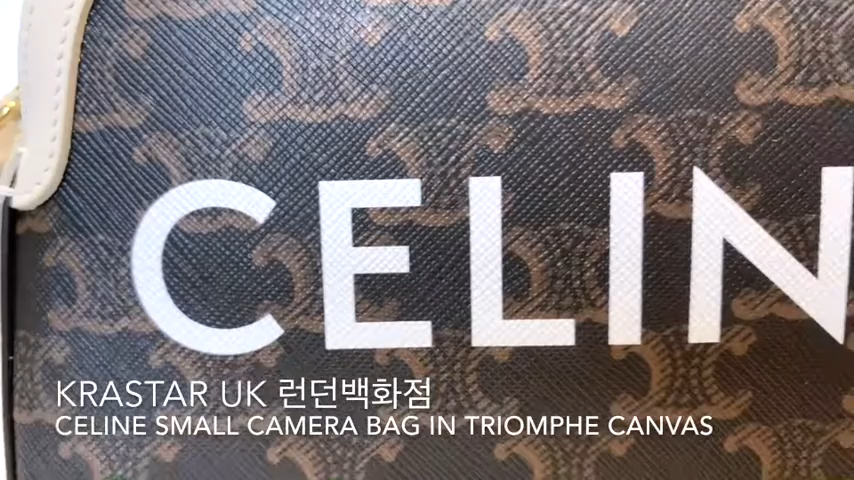 CELIN
KRASTAR UK 런던백화점
CELINE SMALL CAMERA BAG IN TRIOMPHE CANVAS